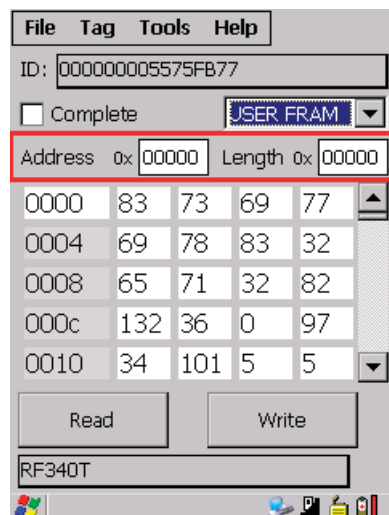 File Tag Tools Help
ID: 000000005575FB77
Complete USER FRAM
Address 0x 00000 Length 0x 00000
0000 83 73 69 77
0004 69 78 83 32
0008 65 71 32 82
000c 132 36 0 97
0010 34 101 5 5
Read Write
RF340T